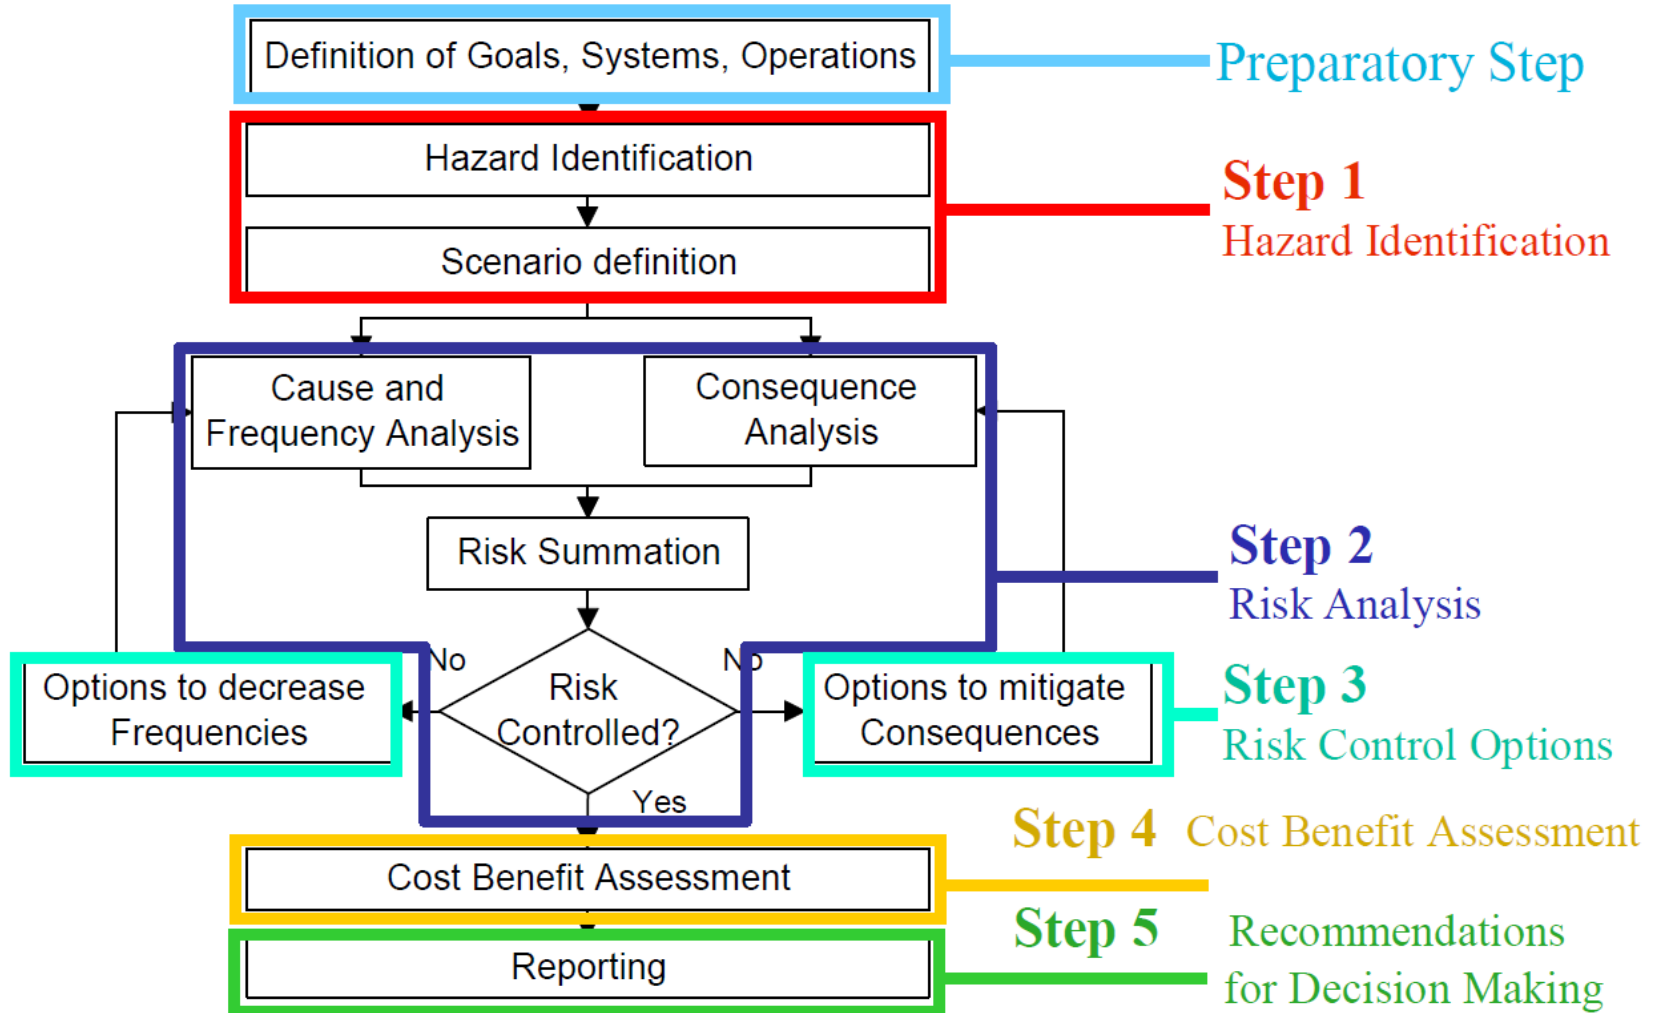 Definition of Goals, Systems, Operations
Preparatory Step
Hazard Identification
Step 1
Hazard Identification
Scenario definition
Cause and
Frequency Analysis
Consequence
Analysis
Risk Summation
Step 2
Risk Analysis
No
No
Options to decrease
Frequencies
Risk
Controlled?
Options to mitigate
Consequences
Step 3
Risk Control Options
Yes
Step 4 Cost Benefit Assessment
Cost Benefit Assessment
Step 5 Recommendations
for Decision Making
Reporting